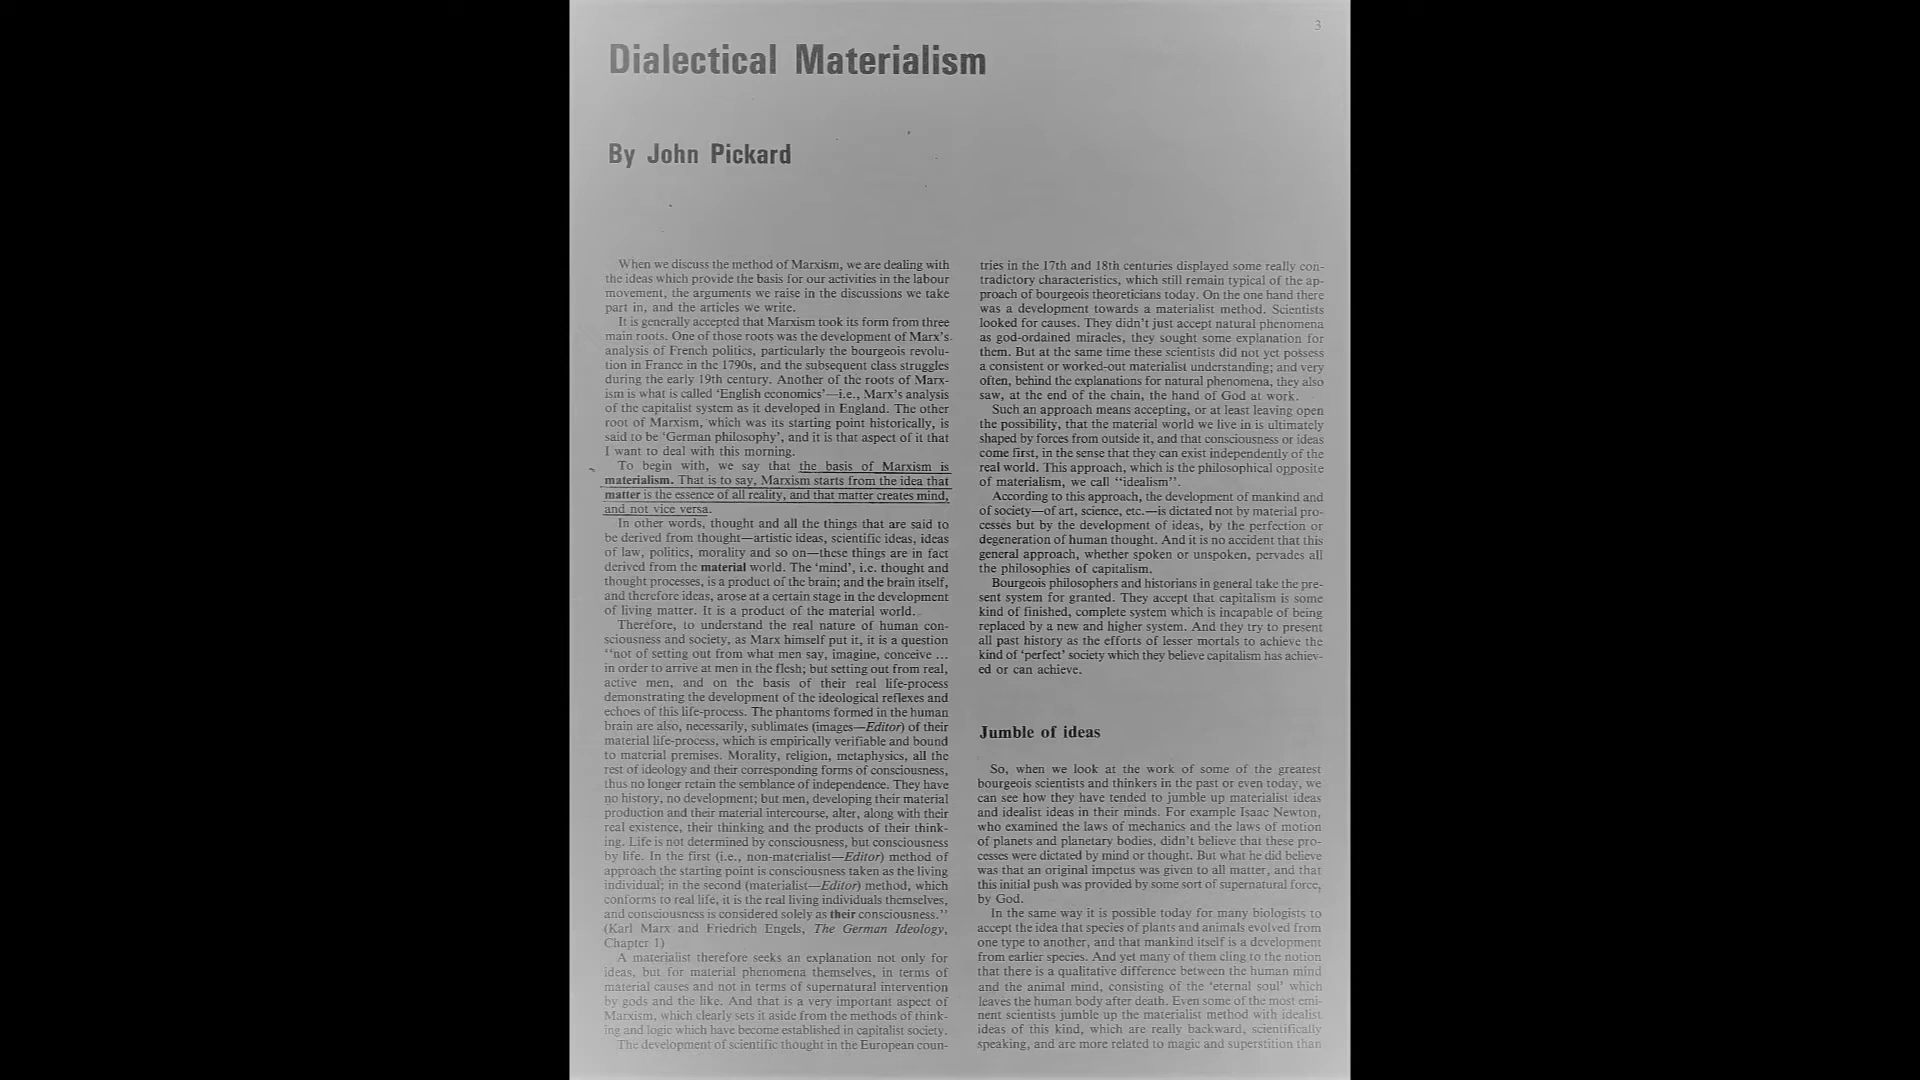 3
Dialectical Materialism
By John Pickard
When we discuss the method of Marxism, we are dealing with
the ideas which provide the basis for our activities in the labour
movement, the arguments we raise in the discussions we take
part in, and the articles we write.
It is generally accepted that Marxism took its form from three
main roots. One of those roots was the development of Marx's
analysis of French politics, particularly the bourgeois revolu-
tion in France in the 1790s, and the subsequent class struggles
during the early 19th century. Another of the roots of Marx-
ism is what is called ‘English economics’—i.e., Marx's analysis
of the capitalist system as it developed in England. The other
root of Marxism, which was its starting point historically, is
said to be ‘German philosophy’, and it is that aspect of it that
I want to deal with this morning.
To begin with, we say that the basis of Marxism is
materialism. That is to say, Marxism starts from the idea that
matter is the essence of all reality, and that matter creates mind,
and not vice versa.
In other words, thought and all the things that are said to
be derived from thought—artistic ideas, scientific ideas, ideas
of law, politics, morality and so on—these things are in fact
derived from the material world. The ‘mind’, i.e. thought and
thought processes, is a product of the brain; and the brain itself,
and therefore ideas, arose at a certain stage in the development
of living matter. It is a product of the material world.
Therefore, to understand the real nature of human con-
sciousness and society, as Marx himself put it, it is a question
“not of setting out from what men say, imagine, conceive ...
in order to arrive at men in the flesh; but setting out from real,
active men, and on the basis of their real life-process
demonstrating the development of the ideological reflexes and
echoes of this life-process. The phantoms formed in the human
brain are also, necessarily, sublimates (images—Editor) of their
material life-process, which is empirically verifiable and bound
to material premises. Morality, religion, metaphysics, all the
rest of ideology and their corresponding forms of consciousness,
thus no longer retain the semblance of independence. They have
no history, no development; but men, developing their material
production and their material intercourse, alter, along with their
real existence, their thinking and the products of their think-
ing. Life is not determined by consciousness, but consciousness
by life. In the first (i.e., non-materialist—Editor) method of
approach the starting point is consciousness taken as the living
individual; in the second (materialist—Editor) method, which
conforms to real life, it is the real living individuals themselves,
and consciousness is considered solely as their consciousness.”
(Karl Marx and Friedrich Engels, The German Ideology,
Chapter 1)
A materialist therefore seeks an explanation not only for
ideas, but for material phenomena themselves, in terms of
material causes and not in terms of supernatural intervention
by gods and the like. And that is a very important aspect of
Marxism, which clearly sets it aside from the methods of think-
ing and logic which have become established in capitalist society.
The development of scientific thought in the European coun-
tries in the 17th and 18th centuries displayed some really con-
tradictory characteristics, which still remain typical of the ap-
proach of bourgeois theoreticians today. On the one hand there
was a development towards a materialist method. Scientists
looked for causes. They didn't just accept natural phenomena
as god-ordained miracles, they sought some explanation for
them. But at the same time these scientists did not yet possess
a consistent or worked-out materialist understanding; and very
often, behind the explanations for natural phenomena, they also
saw, at the end of the chain, the hand of God at work.
Such an approach means accepting, or at least leaving open
the possibility, that the material world we live in is ultimately
shaped by forces from outside it, and that consciousness or ideas
come first, in the sense that they can exist independently of the
real world. This approach, which is the philosophical opposite
of materialism, we call “idealism”.
According to this approach, the development of mankind and
of society—of art, science, etc.—is dictated not by material pro-
cesses but by the development of ideas, by the perfection or
degeneration of human thought. And it is no accident that this
general approach, whether spoken or unspoken, pervades all
the philosophies of capitalism.
Bourgeois philosophers and historians in general take the pre-
sent system for granted. They accept that capitalism is some
kind of finished, complete system which is incapable of being
replaced by a new and higher system. And they try to present
all past history as the efforts of lesser mortals to achieve the
kind of ‘perfect’ society which they believe capitalism has achiev-
ed or can achieve.
Jumble of ideas
So, when we look at the work of some of the greatest
bourgeois scientists and thinkers in the past or even today, we
can see how they have tended to jumble up materialist ideas
and idealist ideas in their minds. For example Isaac Newton,
who examined the laws of mechanics and the laws of motion
of planets and planetary bodies, didn't believe that these pro-
cesses were dictated by mind or thought. But what he did believe
was that an original impetus was given to all matter, and that
this initial push was provided by some sort of supernatural force,
by God.
In the same way it is possible today for many biologists to
accept the idea that species of plants and animals evolved from
one type to another, and that mankind itself is a development
from earlier species. And yet many of them cling to the notion
that there is a qualitative difference between the human mind
and the animal mind, consisting of the ‘eternal soul’ which
leaves the human body after death. Even some of the most emi-
nent scientists jumble up the materialist method with idealist
ideas of this kind, which are really backward, scientifically
speaking, and are more related to magic and superstition than